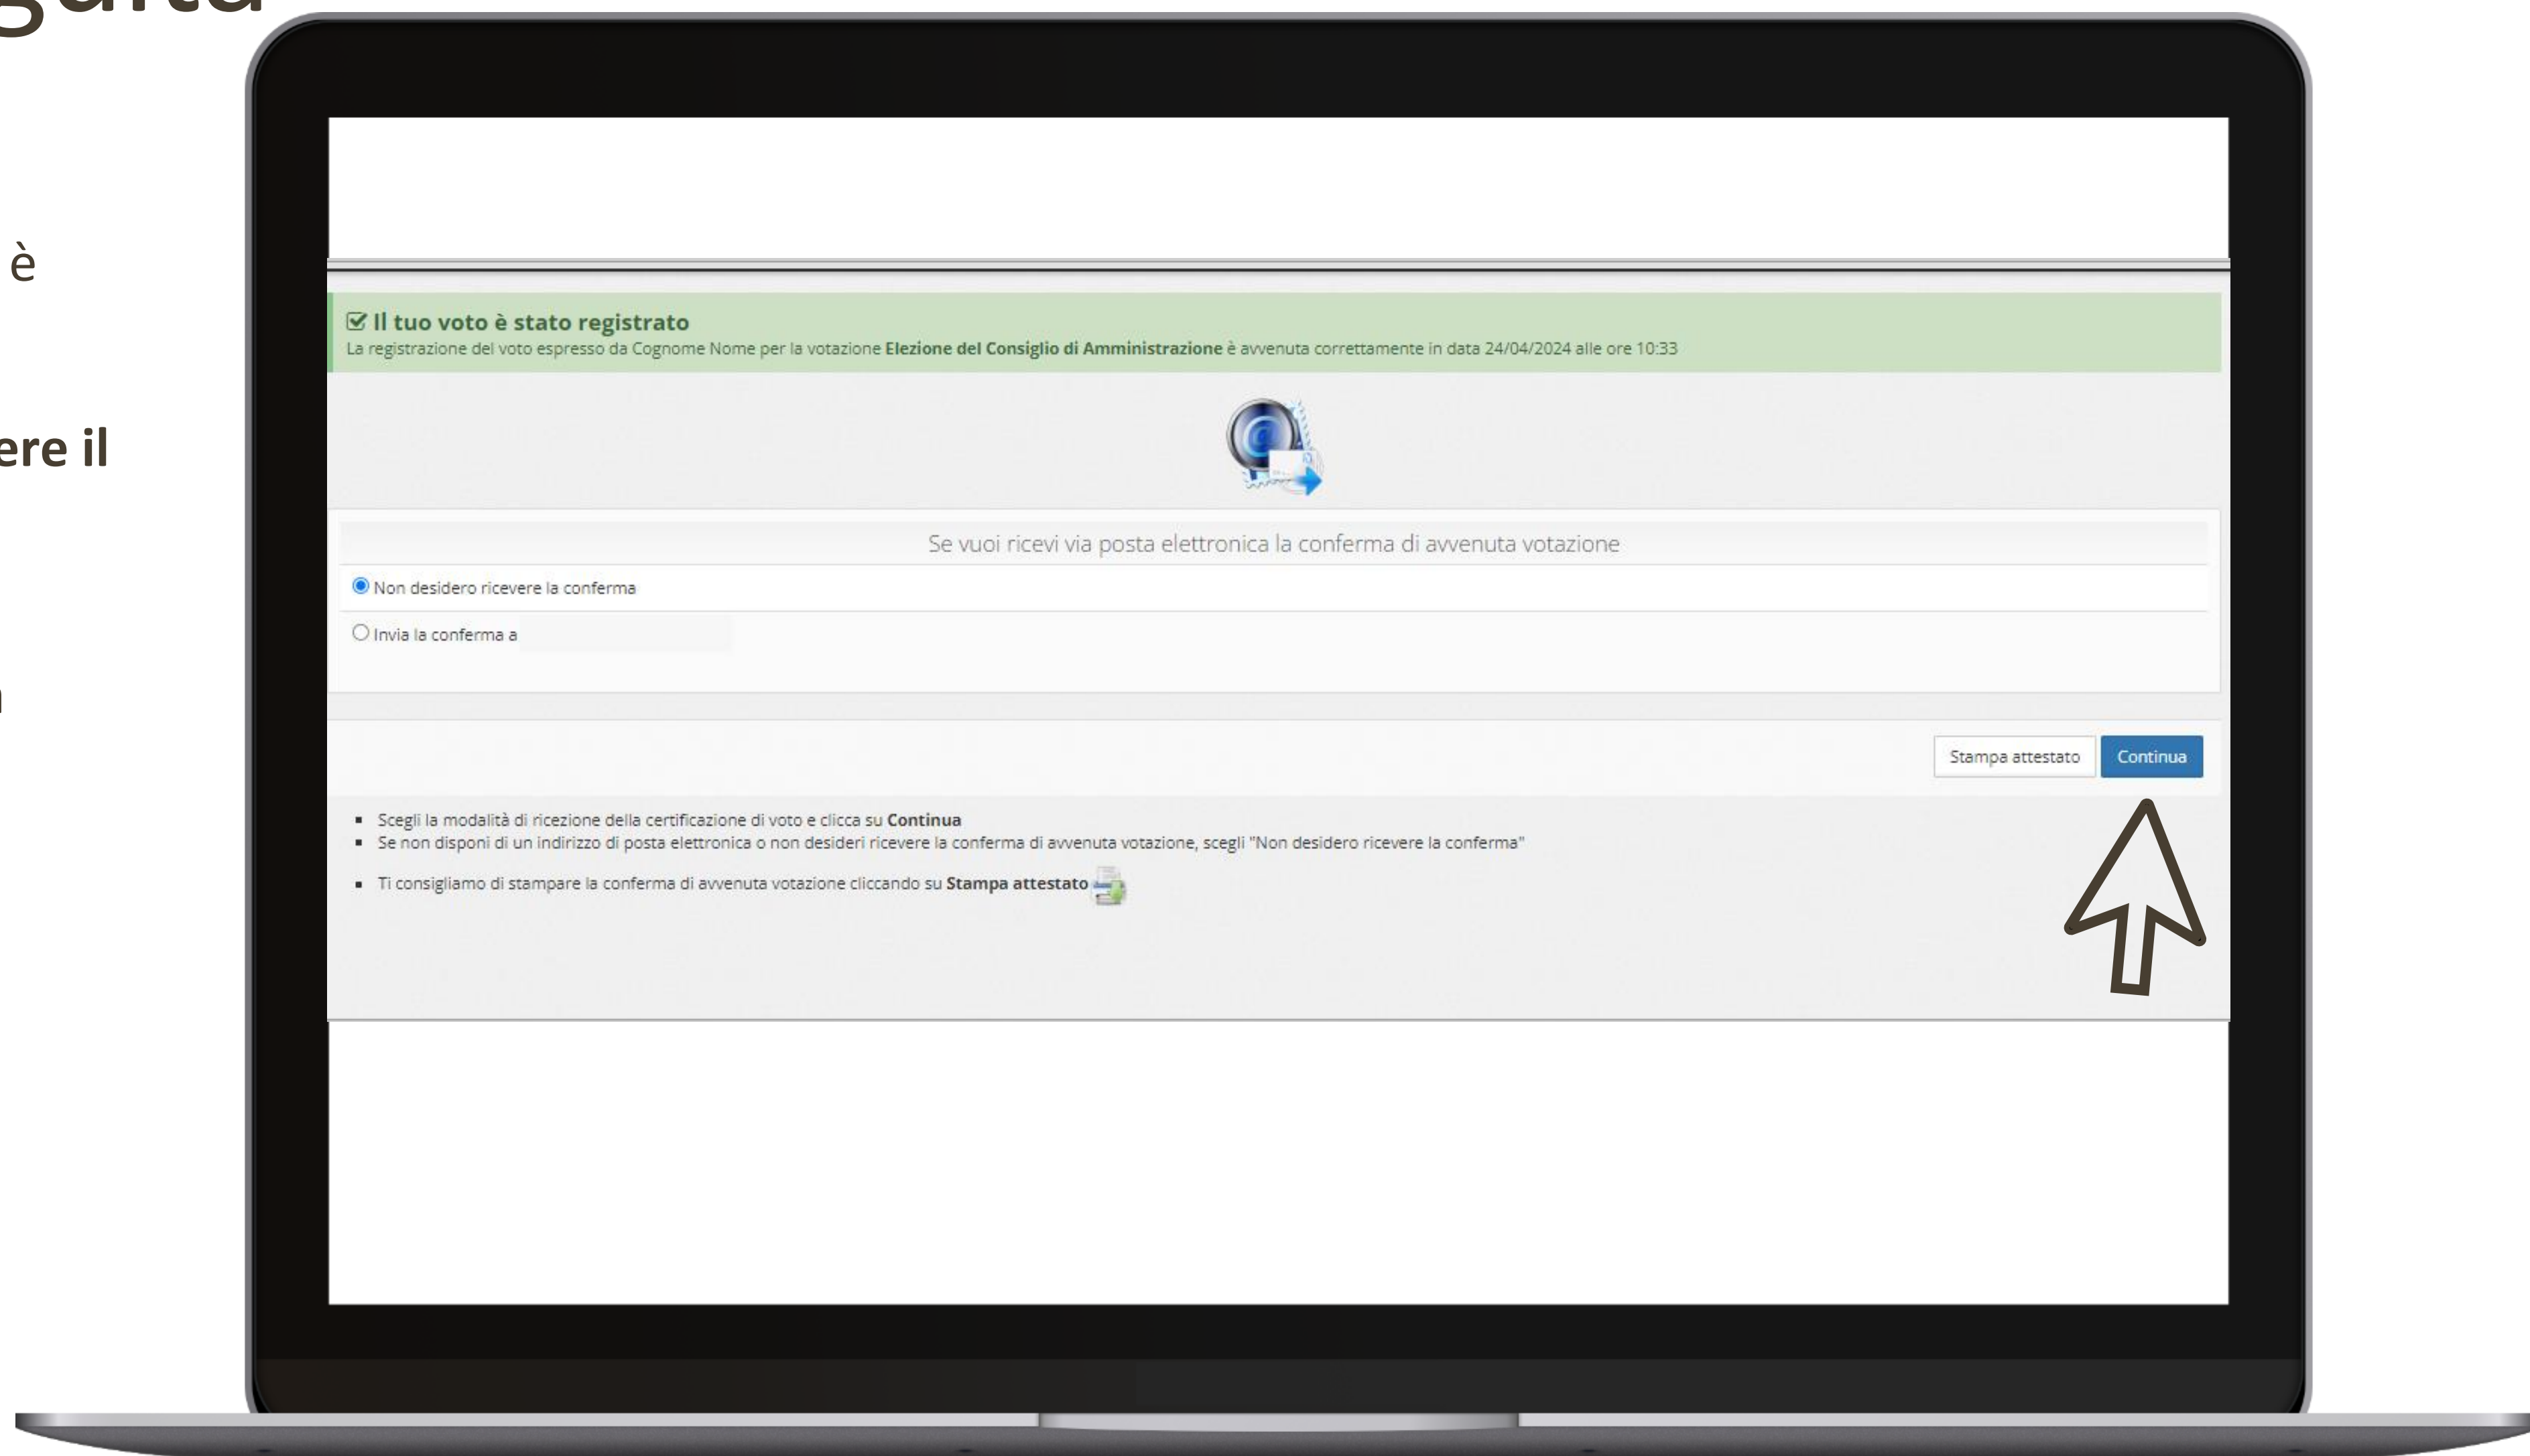 è
ere il
Il tuo voto è stato registrato
La registrazione del voto espresso da Cognome Nome per la votazione Elezione del Consiglio di Amministrazione è avvenuta correttamente in data 24/04/2024 alle ore 10:33
Se vuoi ricevi via posta elettronica la conferma di avvenuta votazione
Non desidero ricevere la conferma
Invia la conferma a
Stampa attestato
Continua
Scegli la modalità di ricezione della certificazione di voto e clicca su Continua
Se non disponi di un indirizzo di posta elettronica o non desideri ricevere la conferma di avvenuta votazione, scegli "Non desidero ricevere la conferma"
Ti consigliamo di stampare la conferma di avvenuta votazione cliccando su Stampa attestato